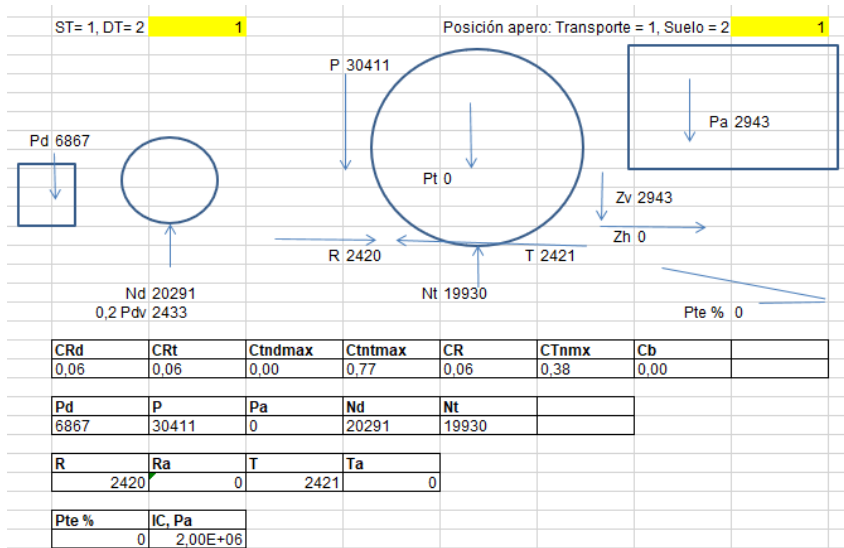 ST= 1, DT= 2 1 Posición apero: Transporte = 1, Suelo = 2 1
P 30411
Pa 2943
Pd 6867
Pt 0
Zv 2943
Zh 0
R 2420 T 2421
Nd 20291 Nt 19930
0,2 Pdv 2433 Pte % 0
CRd CRt Ctndmax Ctntmax CR CTnmx Cb
0,06 0,06 0,00 0,77 0,06 0,38 0,00
Pd P Pa Nd Nt
6867 30411 0 20291 19930
R Ra T Ta
2420 0 2421 0
Pte % IC, Pa
0 2,00E+06